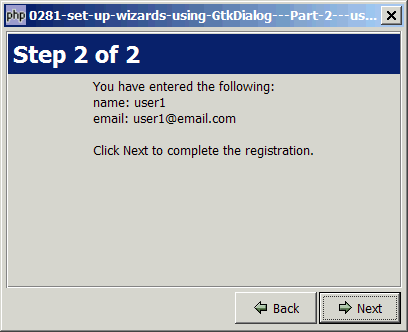 php 0281-set-up-wizards-using-GtkDialog---Part-2---us...
Step 2 of 2
You have entered the following:
name: user1
email: user1@email.com
Click Next to complete the registration.
Back Next